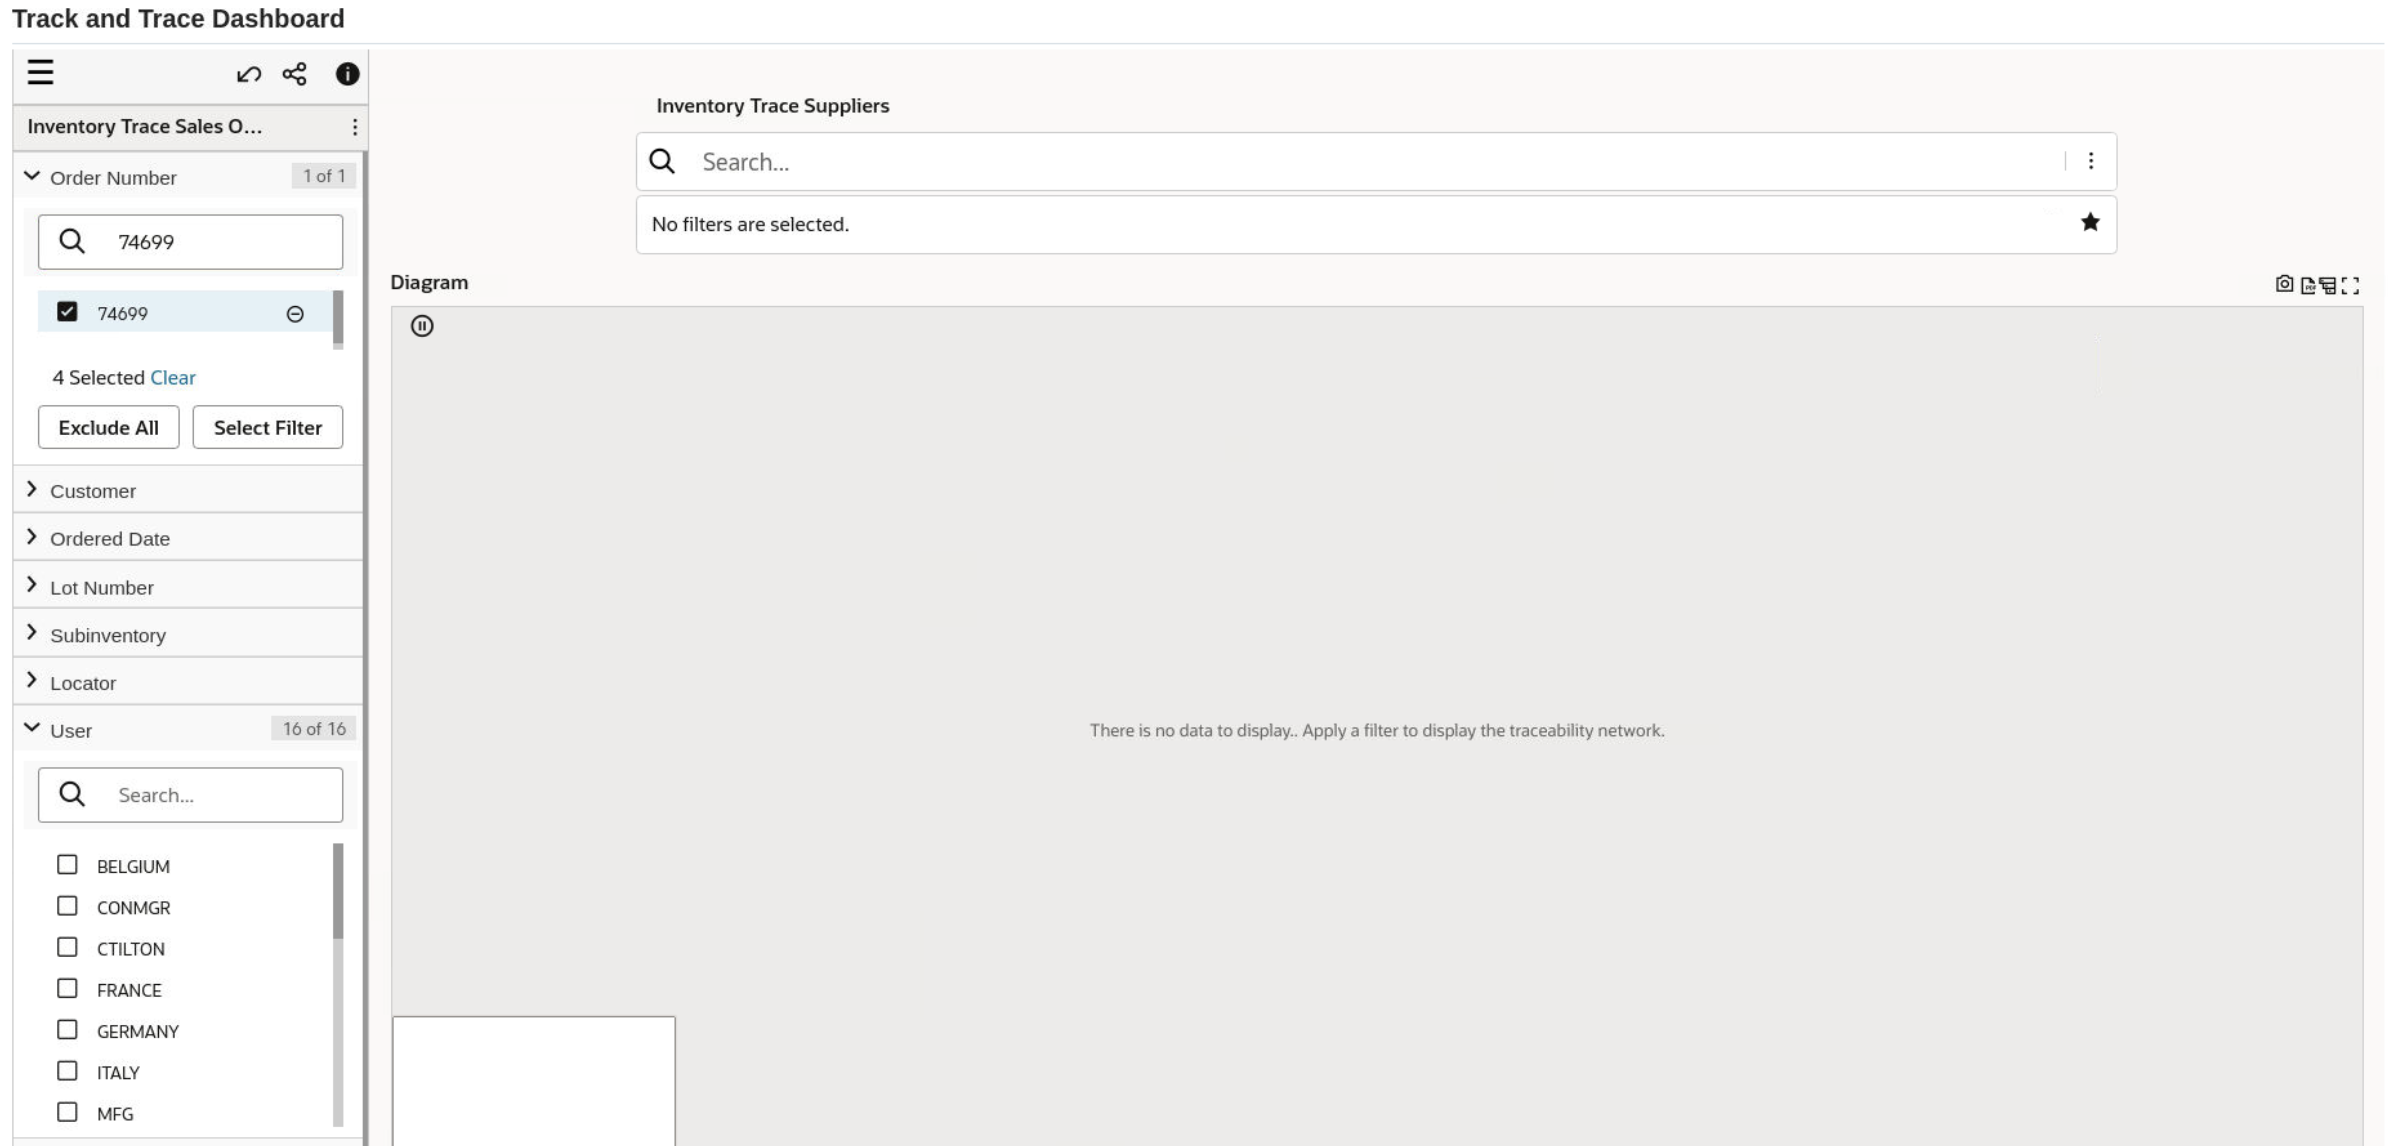 Track and Trace Dashboard
Inventory Trace Sales O...
Order Number 1 of 1
74699
74699
4 Selected Clear
Exclude All Select Filter
Customer
Ordered Date
Lot Number
Subinventory
Locator
User 16 of 16
Search...
BELGIUM
CONMGR
CTILTON
FRANCE
GERMANY
ITALY
MFG
Inventory Trace Suppliers
Search...
No filters are selected.
Diagram
There is no data to display.. Apply a filter to display the traceability network.